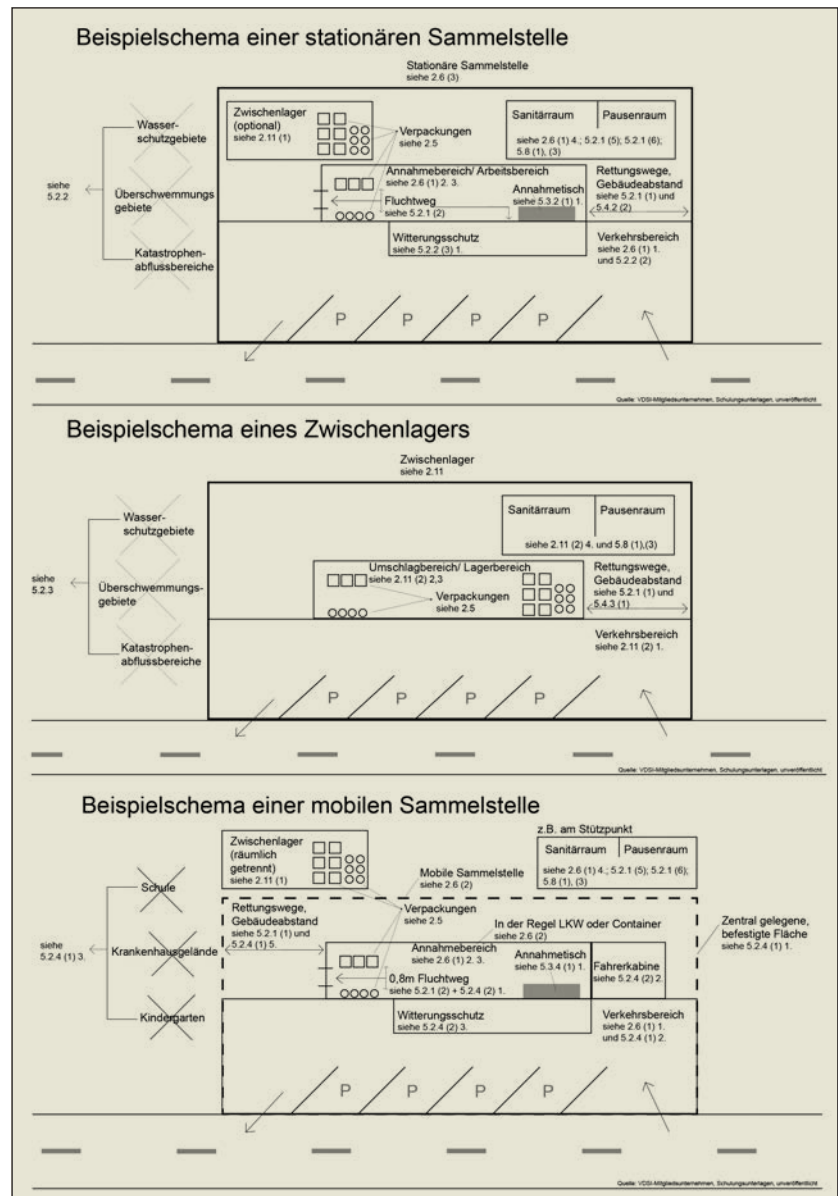 Beispielschema einer stationären Sammelstelle
Stationäre Sammelstelle
siehe 2.6 (3)
Zwischenlager
(optional)
siehe 2.11 (1)
Verpackungen
siehe 2.5
Sanitärraum
Pausenraum
siehe 2.6 (1) 4.; 5.2.1 (5); 5.2.1 (6);
5.8 (1), (3)
Wasser-
schutzgebiete
siehe
5.2.2
Überschwemmungs
gebiete
Katastrophen-
abflussbereiche
Annahmebereich/ Arbeitsbereich
siehe 2.6 (1) 2. 3.
Fluchtweg
siehe 5.2.1 (2)
Annahmetisch
siehe 5.3.2 (1) 1.
Rettungswege,
Gebäudeabstand
siehe 5.2.1 (1) und
5.4.2 (2)
Witterungsschutz
siehe 5.2.2 (3) 1.
Verkehrsbereich
siehe 2.6 (1) 1.
und 5.2.2 (2)
P
P
P
P
Quelle: VDSI-Mitgliedsunternehmen, Schulungsunterlagen, unveröffentlicht
Beispielschema eines Zwischenlagers
Zwischenlager
siehe 2.11
Sanitärraum
Pausenraum
siehe 2.11 (2) 4. und 5.8 (1),(3)
Wasser-
schutzgebiete
siehe
5.2.3
Überschwemmungs-
gebiete
Katastrophen-
abflussbereiche
Umschlagbereich/ Lagerbereich
siehe 2.11 (2) 2,3
Verpackungen
siehe 2.5
Rettungswege,
Gebäudeabstand
siehe 5.2.1 (1) und
5.4.3 (1)
Verkehrsbereich
siehe 2.11 (2) 1.
P
P
P
P
Quelle: VDSI-Mitgliedsunternehmen, Schulungsunterlagen, unveröffentlicht
Beispielschema einer mobilen Sammelstelle
Zwischenlager
(räumlich
getrennt)
siehe 2.11 (1)
Mobile Sammelstelle
siehe 2.6 (2)
z.B. am Stützpunkt
Sanitärraum
Pausenraum
siehe 2.6 (1) 4.; 5.2.1 (5); 5.2.1 (6);
5.8 (1), (3)
Schule
siehe
5.2.4 (1) 3.
Krankenhausgelände
Kindergarten
Rettungswege,
Gebäudeabstand
siehe 5.2.1 (1) und
5.2.4 (1) 5.
Verpackungen
siehe 2.5
In der Regel LKW oder Container
siehe 2.6 (2)
Zentral gelegene,
befestigte Fläche
siehe 5.2.4 (1) 1.
Annahmebereich
siehe 2.6 (1) 2. 3.
0,8m Fluchtweg
siehe 5.2.1 (2) + 5.2.4 (2) 1.
Annahmetisch
siehe 5.3.4 (1) 1.
Fahrerkabine
siehe 5.2.4 (2) 2.
Witterungsschutz
siehe 5.2.4 (2) 3.
Verkehrsbereich
siehe 2.6 (1) 1.
und 5.2.4 (1) 2.
P
P
P
P
Quelle: VDSI-Mitgliedsunternehmen, Schulungsunterlagen, unveröffentlicht